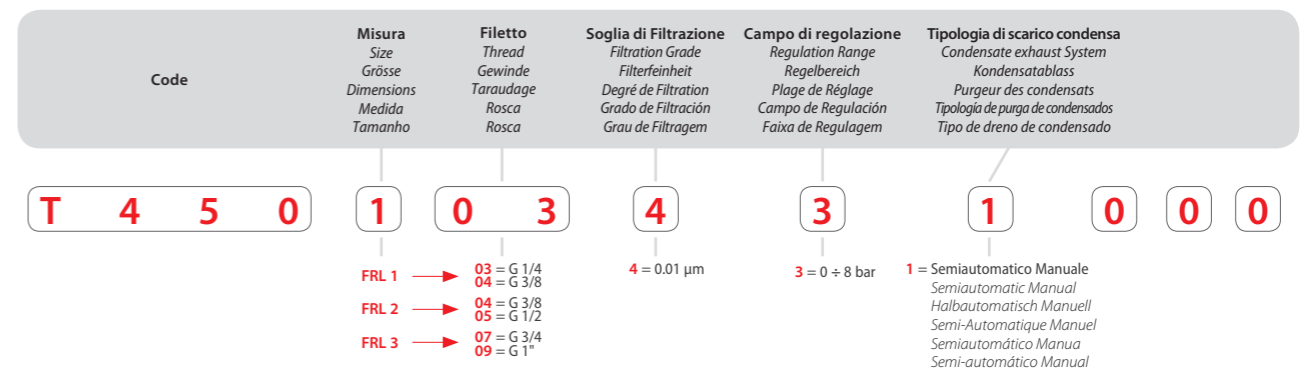 Code
Misura
Size
Grösse
Dimensions
Medida
Tamanho
Filetto
Thread
Gewinde
Taraudage
Rosca
Rosca
Soglia di Filtrazione
Filtration Grade
Filterfeinheit
Degré de Filtration
Grado de Filtración
Grau de Filtragem
Campo di regolazione
Regulation Range
Regelbereich
Plage de Réglage
Campo de Regulación
Faixa de Regulagem
Tipologia di scarico condensa
Condensate exhaust System
Kondensatablass
Purgeur des condensats
Tipología de purga de condensados
Tipo de dreno de condensado
T 4 5 0 1 0 3 4 3 1 0 0 0
FRL 1
03 = G 1/4
04 = G 3/8
FRL 2
04 = G 3/8
05 = G 1/2
FRL 3
07 = G 3/4
09 = G 1"
4 = 0.01 µm
3 = 0 ÷ 8 bar
1 = Semiautomatico Manuale
Semiautomatic Manual
Halbautomatisch Manuell
Semi-Automatique Manuel
Semiautomático Manua
Semi-automático Manual